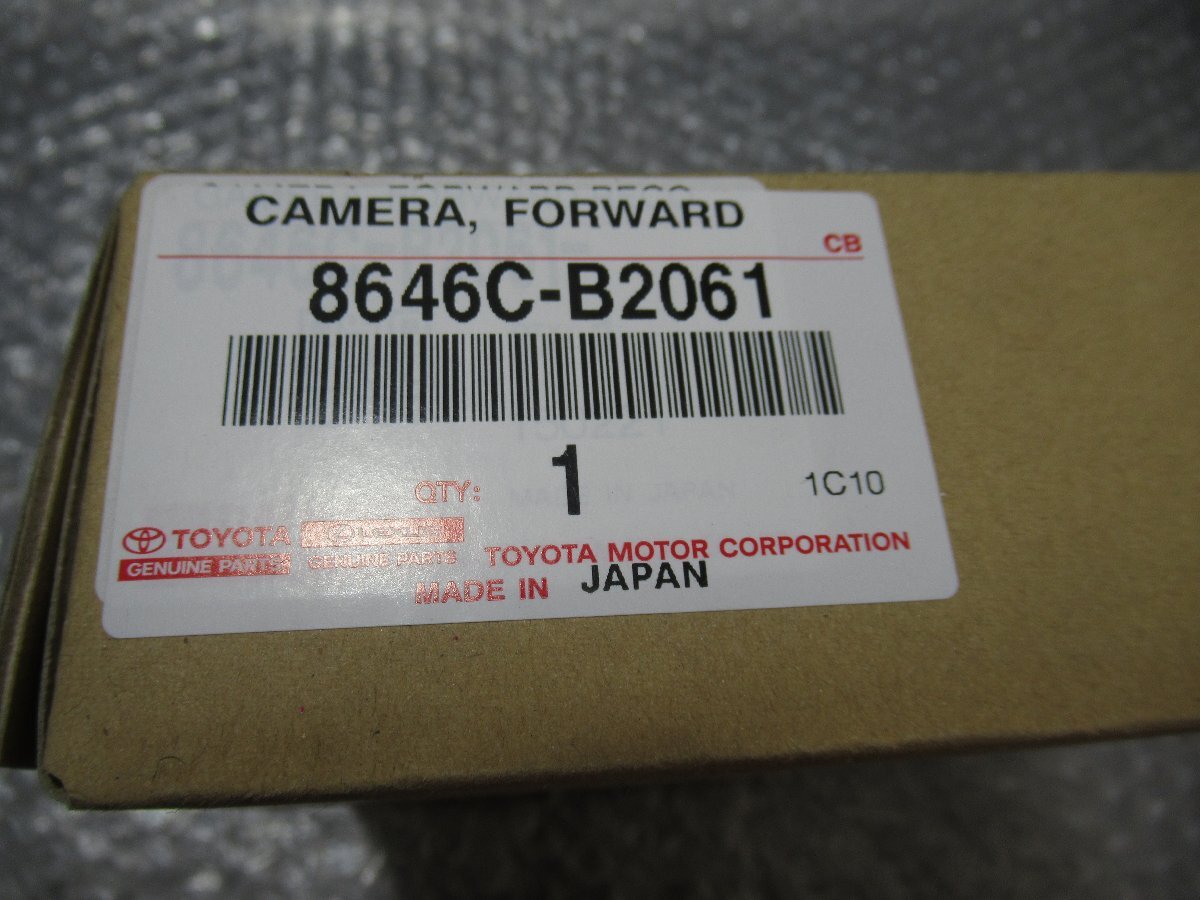 CAMERA, FORWARD
CB
8646C-B2061
QTY: 1
1C10
TOYOTA LEXUS
GENUINE PARTS GENUINE PARTS TOYOTA MOTOR CORPORATION
MADE IN JAPAN